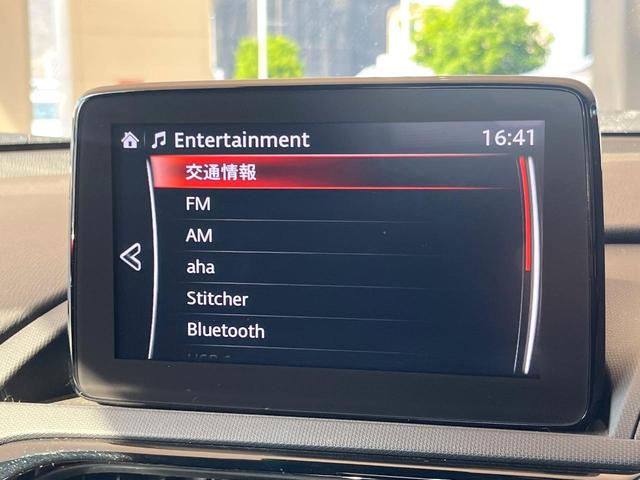 Entertainment 16:41
交通情報
FM
AM
aha
Stitcher
Bluetooth